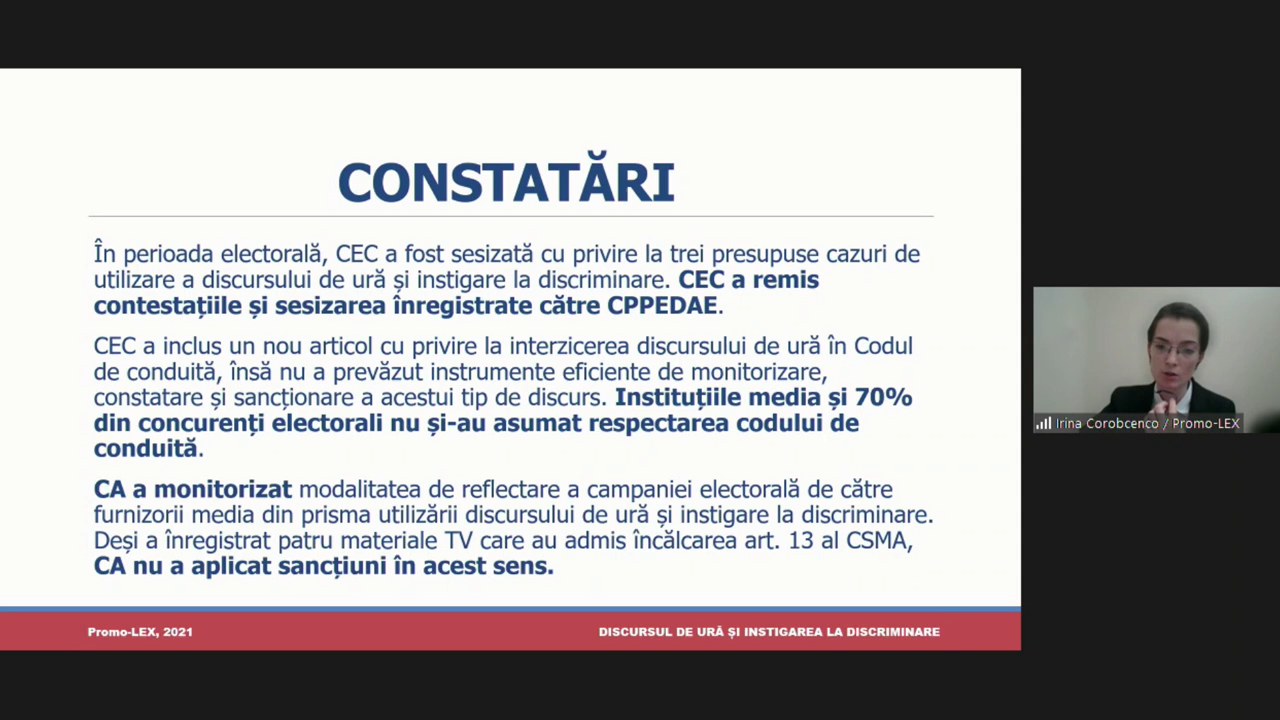 CONSTATĂRI
În perioada electorală, CEC a fost sesizată cu privire la trei presupuse cazuri de
utilizare a discursului de ură și instigare la discriminare. CEC a remis
contestațiile și sesizarea înregistrate către CPPEDAE.
CEC a inclus un nou articol cu privire la interzicerea discursului de ură în Codul
de conduită, însă nu a prevăzut instrumente eficiente de monitorizare,
constatare și sancționare a acestui tip de discurs. Instituțiile media și 70%
din concurenți electorali nu și-au asumat respectarea codului de
conduită.
CA a monitorizat modalitatea de reflectare a campaniei electorală de către
furnizorii media din prisma utilizării discursului de ură și instigare la discriminare.
Deși a înregistrat patru materiale TV care au admis încălcarea art. 13 al CSMA,
CA nu a aplicat sancțiuni în acest sens.
Promo-LEX, 2021
DISCURSUL DE URĂ ȘI INSTIGAREA LA DISCRIMINARE
Irina Corobcenco / Promo-LEX